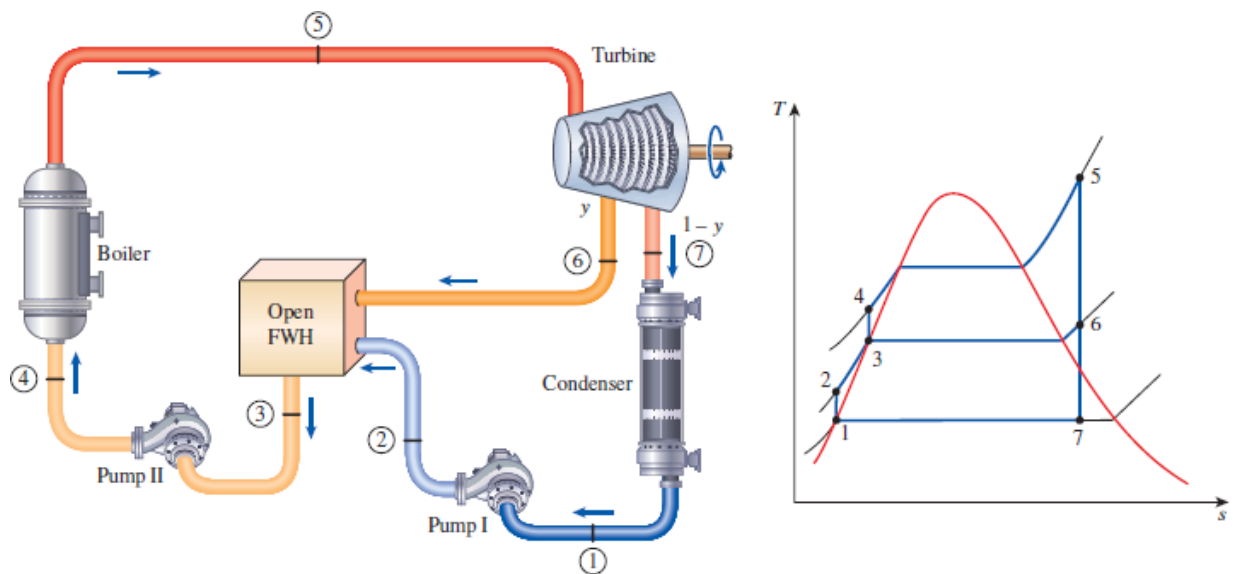 ⑤
Turbine
T
5
y
1 – y
Boiler
⑥
⑦
Open
FWH
4
6
3
④
Condenser
2
③
②
1
7
Pump II
Pump I
s
①